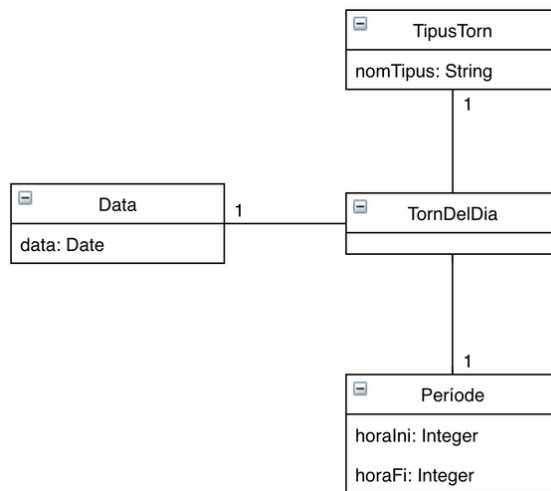 TipusTorn
nomTipus: String
1
Data
data: Date
1
TornDelDia
1
Període
horaIni: Integer
horaFi: Integer